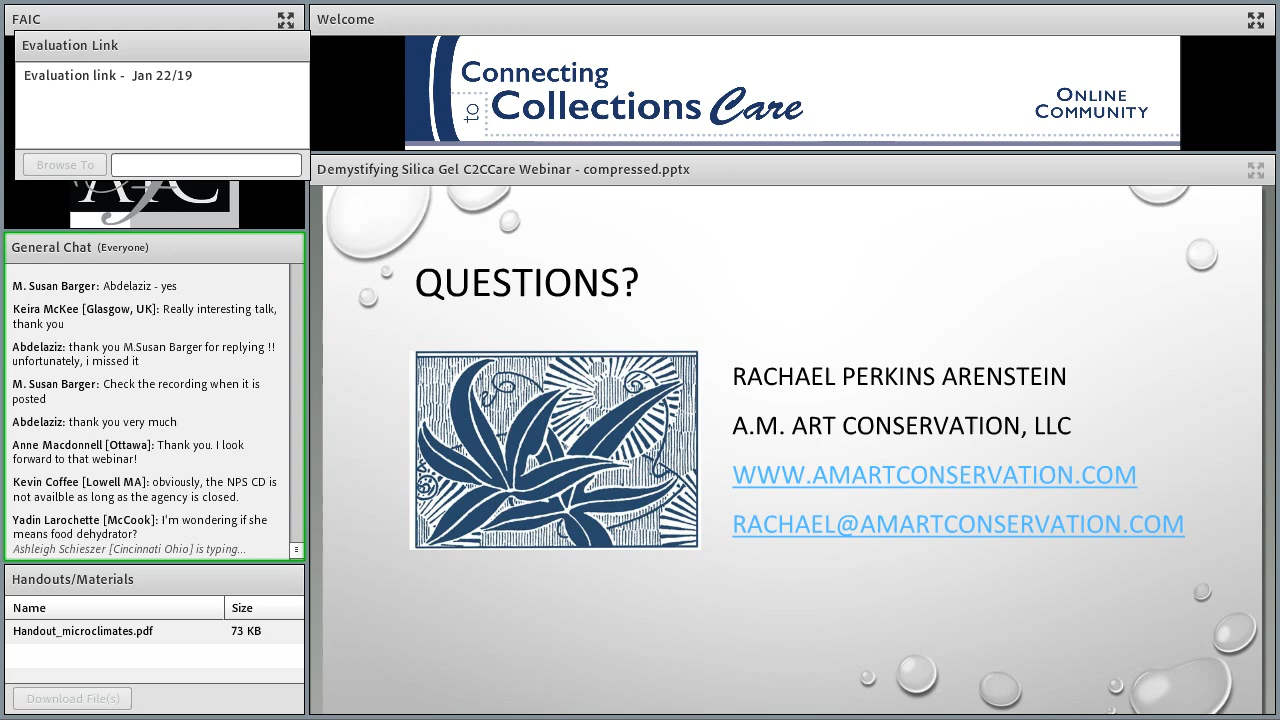 FAIC
Evaluation Link
Evaluation link - Jan 22/19
Browse To
AIC
General Chat (Everyone)
M. Susan Barger: Abdelaziz - yes
Keira McKee [Glasgow, UK]: Really interesting talk,
thank you
Abdelaziz: thank you M.Susan Barger for replying !!
unfortunately, i missed it
M. Susan Barger: Check the recording when it is
posted
Abdelaziz: thank you very much
Anne Macdonnell [Ottawa]: Thank you. I look
forward to that webinar!
Kevin Coffee [Lowell MA]: obviously, the NPS CD is
not availble as long as the agency is closed.
Yadin Larochette [McCook]: I'm wondering if she
means food dehydrator?
Ashleigh Schieszer [Cincinnati Ohio] is typing...
Handouts/Materials
Name Size
Handout_microclimates.pdf 73 KB
Download File(s)
Welcome
Connecting
to Collections Care
ONLINE
COMMUNITY
Demystifying Silica Gel C2CCare Webinar - compressed.pptx
QUESTIONS?
RACHAEL PERKINS ARENSTEIN
A.M. ART CONSERVATION, LLC
WWW.AMARTCONSERVATION.COM
RACHAEL@AMARTCONSERVATION.COM